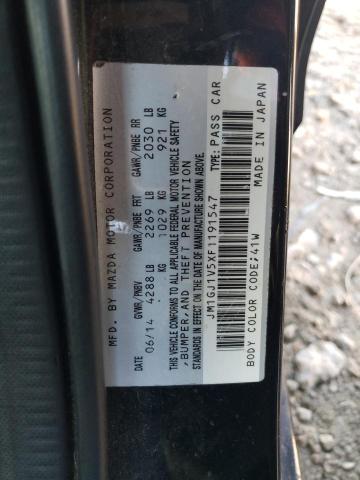 MFD. BY MAZDA MOTOR CORPORATION
DATE GVWR/PNBV GAWR/PNBE FRT GAWR/PNBE RR
06/14 4288 LB 2269 LB 2030 LB
1029 KG 921 KG
THIS VEHICLE CONFORMS TO ALL APPLICABLE FEDERAL MOTOR VEHICLE SAFETY
,BUMPER,AND THEFT PREVENTION
STANDARDS IN EFFECT ON THE DATE OF MANUFACTURE SHOWN ABOVE.
JM1GJ1V5XF1191547 TYPE: PASS CAR
BODY COLOR CODE;41W MADE IN JAPAN